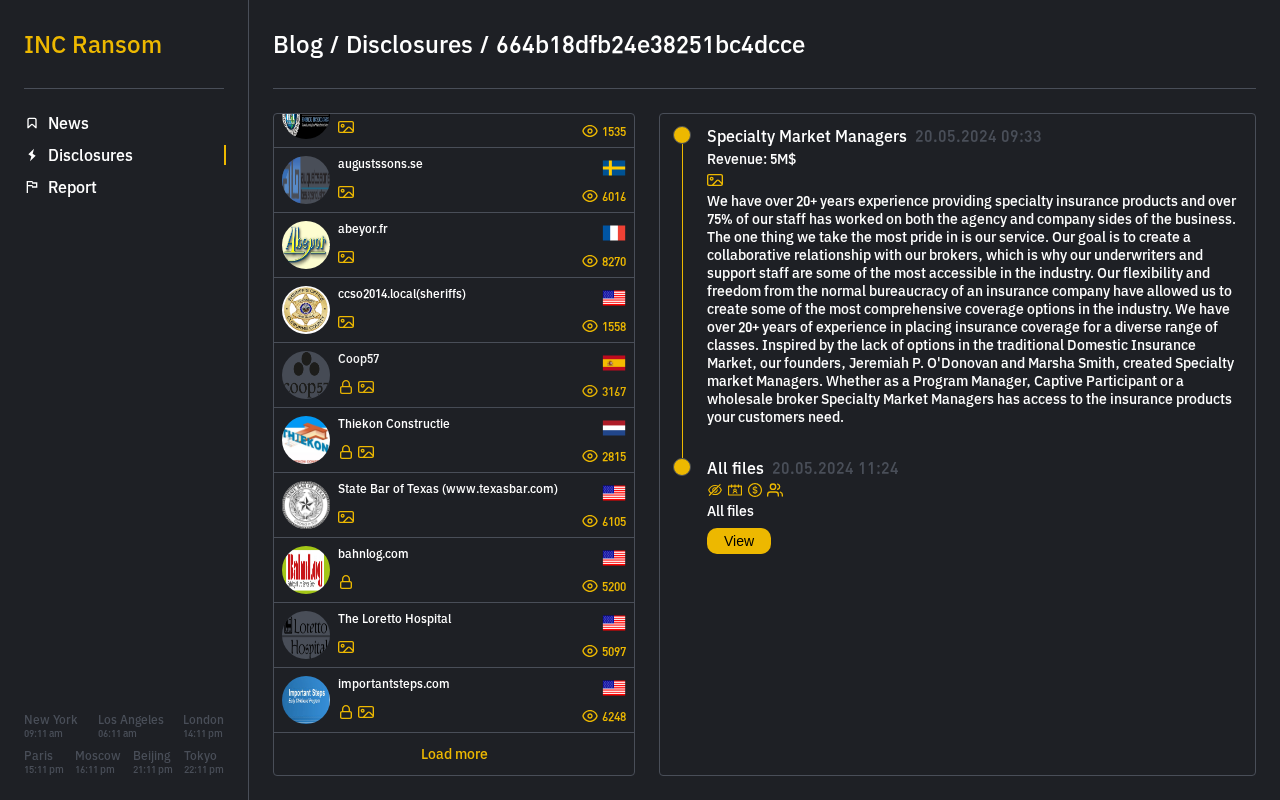 INC Ransom
News
Disclosures
Report
New York
Los Angeles
London
09:11 am
06:11 am
14:11 pm
Paris
Moscow
Beijing
Tokyo
15:11 pm
16:11 pm
21:11 pm
22:11 pm
Blog / Disclosures / 664b18dfb24e38251bc4dcce
1535
augustssons.se
6016
abeyor.fr
Abeyor
8270
ccso2014.local(sheriffs)
1558
Coop57
coop57
3167
Thiekon Constructie
THIEKON
2815
State Bar of Texas (www.texasbar.com)
6105
bahnlog.com
BahnLog
5200
The Loretto Hospital
Loretto
Hospital
5097
importantsteps.com
Important Steps
6248
Load more
Specialty Market Managers 20.05.2024 09:33
Revenue: 5M$
We have over 20+ years experience providing specialty insurance products and over
75% of our staff has worked on both the agency and company sides of the business.
The one thing we take the most pride in is our service. Our goal is to create a
collaborative relationship with our brokers, which is why our underwriters and
support staff are some of the most accessible in the industry. Our flexibility and
freedom from the normal bureaucracy of an insurance company have allowed us to
create some of the most comprehensive coverage options in the industry. We have
over 20+ years of experience in placing insurance coverage for a diverse range of
classes. Inspired by the lack of options in the traditional Domestic Insurance
Market, our founders, Jeremiah P. O'Donovan and Marsha Smith, created Specialty
market Managers. Whether as a Program Manager, Captive Participant or a
wholesale broker Specialty Market Managers has access to the insurance products
your customers need.
All files 20.05.2024 11:24
All files
View